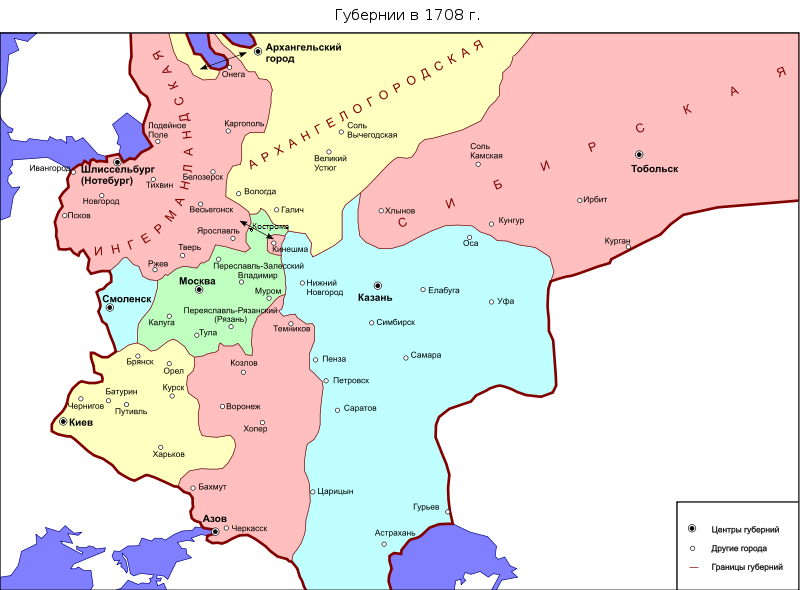 Губернии в 1708 г.
Архангельский
город
Онега
ИНГЕРМАНЛАНДСКАЯ
АРХАНГЕЛОГОРОДСКАЯ
СИБИРСКАЯ
Лодейное
Поле
Каргополь
Соль
Вычегодская
Великий
Устюг
Соль
Камская
Тобольск
Ивангород
Шлиссельбург
(Нотебург)
Тихвин
Белозерск
Вологда
Новгород
Псков
Весьегонск
Галич
Хлынов
Ирбит
Кунгур
Ярославль
Кострома
Кинешма
Оса
Курган
Тверь
Ржев
Переславль-Залесский
Владимир
Москва
Муром
Нижний
Новгород
Казань
Елабуга
Уфа
Смоленск
Калуга
Переяславль-Рязанский
(Рязань)
Тула
Темников
Симбирск
Брянск
Орел
Козлов
Пенза
Самара
Петровск
Батурин
Курск
Чернигов
Путивль
Воронеж
Саратов
Киев
Хопер
Харьков
Бахмут
Царицын
Гурьев
Азов
Черкасск
Астрахань
Центры губерний
Другие города
Границы губерний